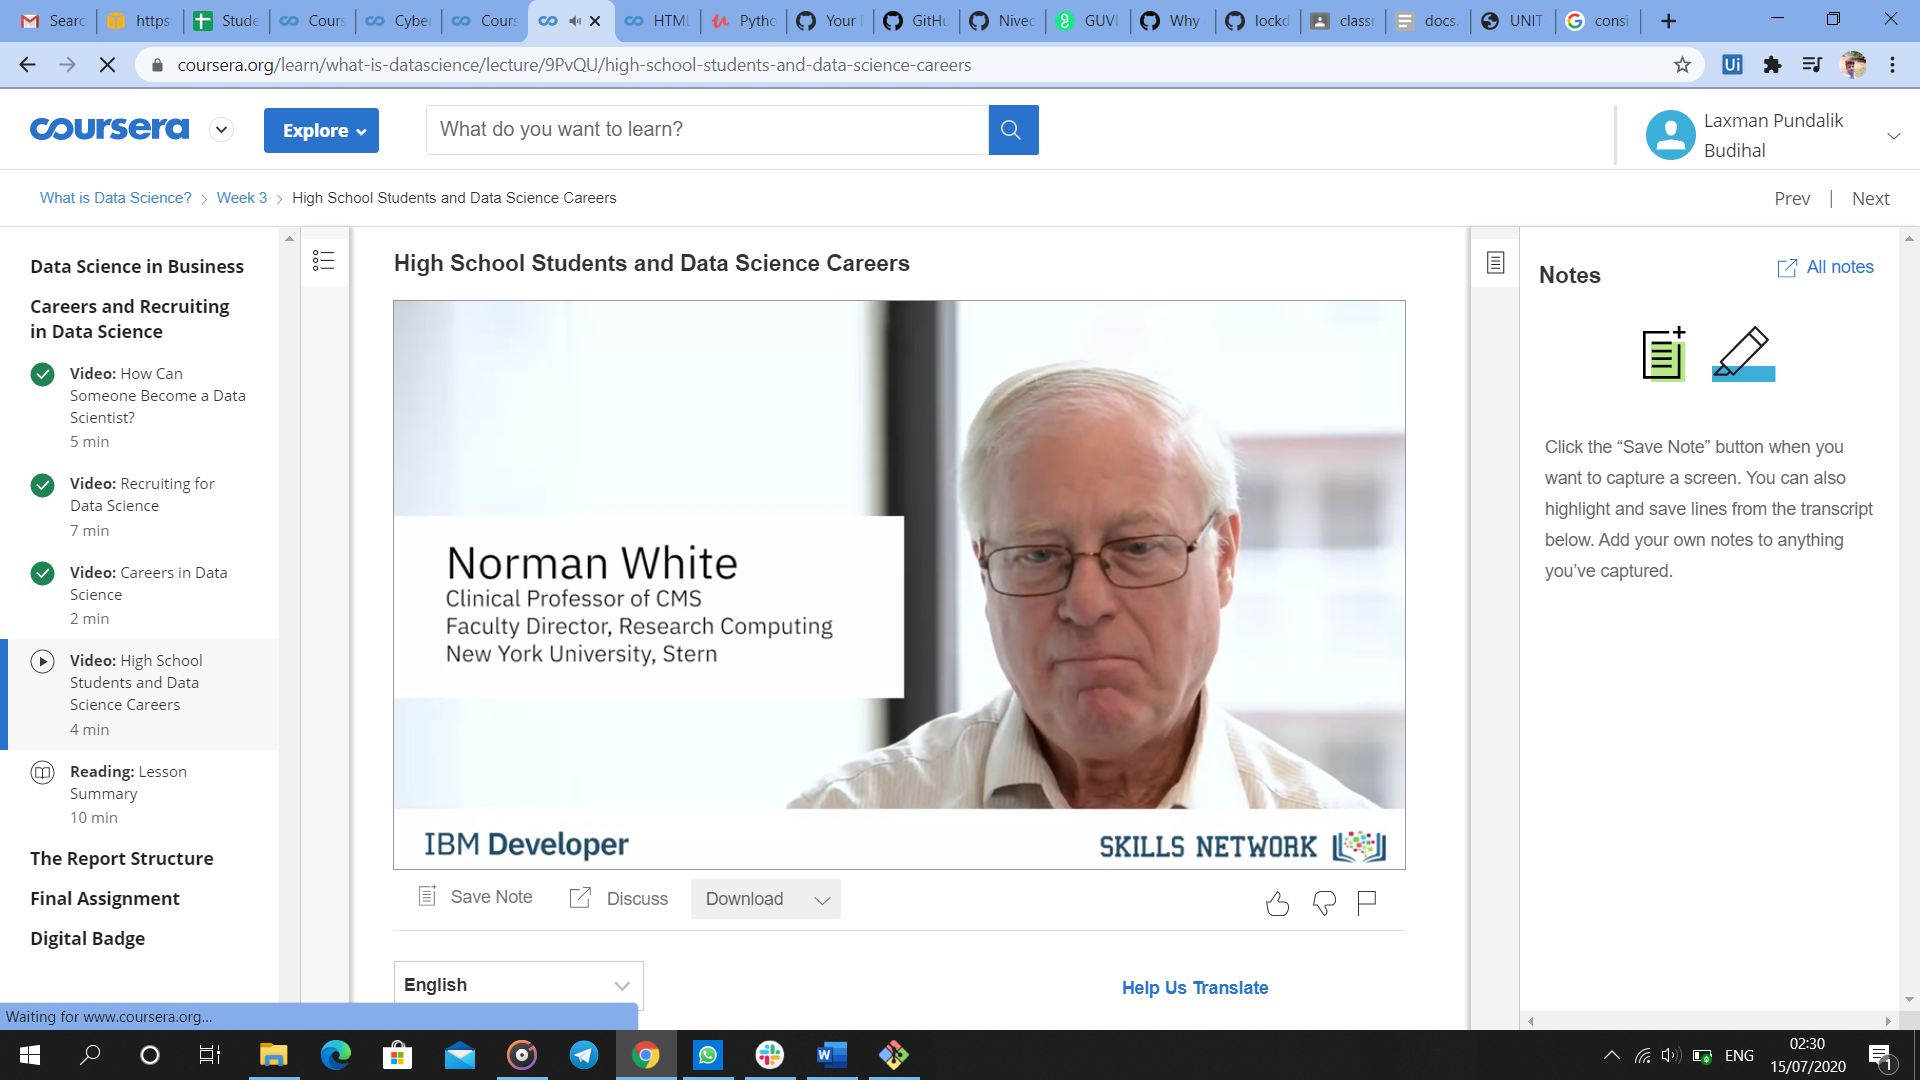 Searc
https:
Stude
Cours
Cyber
Cours
HTML
Pytho
Your
GitHu
Nivec
GUVI
Why
lockd
classr
docs.
UNIT
consi
coursera.org/learn/what-is-datascience/lecture/9PvQU/high-school-students-and-data-science-careers
Ui
coursera
Explore
What do you want to learn?
Laxman Pundalik
Budihal
What is Data Science? > Week 3 > High School Students and Data Science Careers
Prev | Next
Data Science in Business
Careers and Recruiting
in Data Science
Video: How Can
Someone Become a Data
Scientist?
5 min
Video: Recruiting for
Data Science
7 min
Video: Careers in Data
Science
2 min
Video: High School
Students and Data
Science Careers
4 min
Reading: Lesson
Summary
10 min
The Report Structure
Final Assignment
Digital Badge
High School Students and Data Science Careers
Norman White
Clinical Professor of CMS
Faculty Director, Research Computing
New York University, Stern
IBM Developer
SKILLS NETWORK
Save Note
Discuss
Download
English
Help Us Translate
Notes
All notes
Click the “Save Note” button when you
want to capture a screen. You can also
highlight and save lines from the transcript
below. Add your own notes to anything
you’ve captured.
Waiting for www.coursera.org...
ENG
02:30
15/07/2020
1